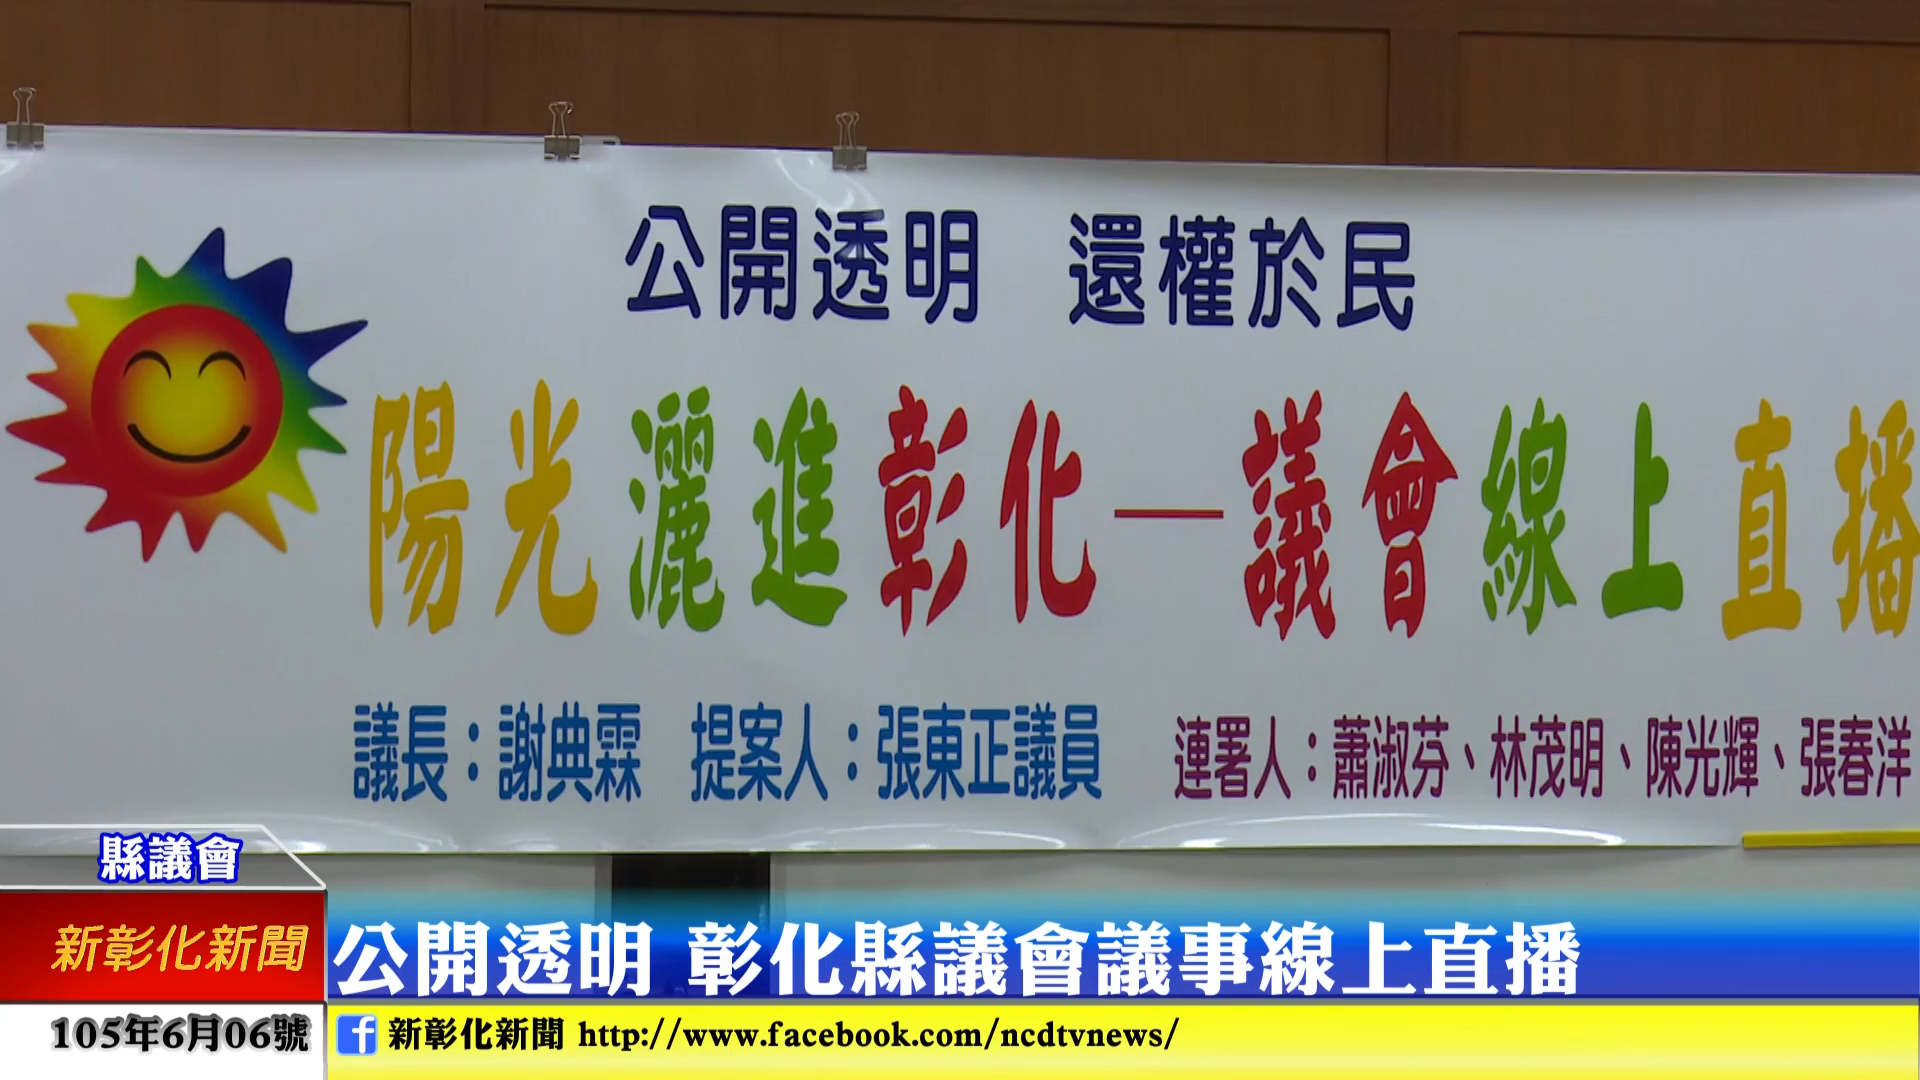 公開透明 還權於民
陽光灑進彰化—議會線上直播
議長：謝典霖 提案人：張東正議員 連署人：蕭淑芬、林茂明、陳光輝、張春洋
縣議會
新彰化新聞
公開透明 彰化縣議會議事線上直播
105年6月06號
新彰化新聞 http://www.facebook.com/ncdtvnews/